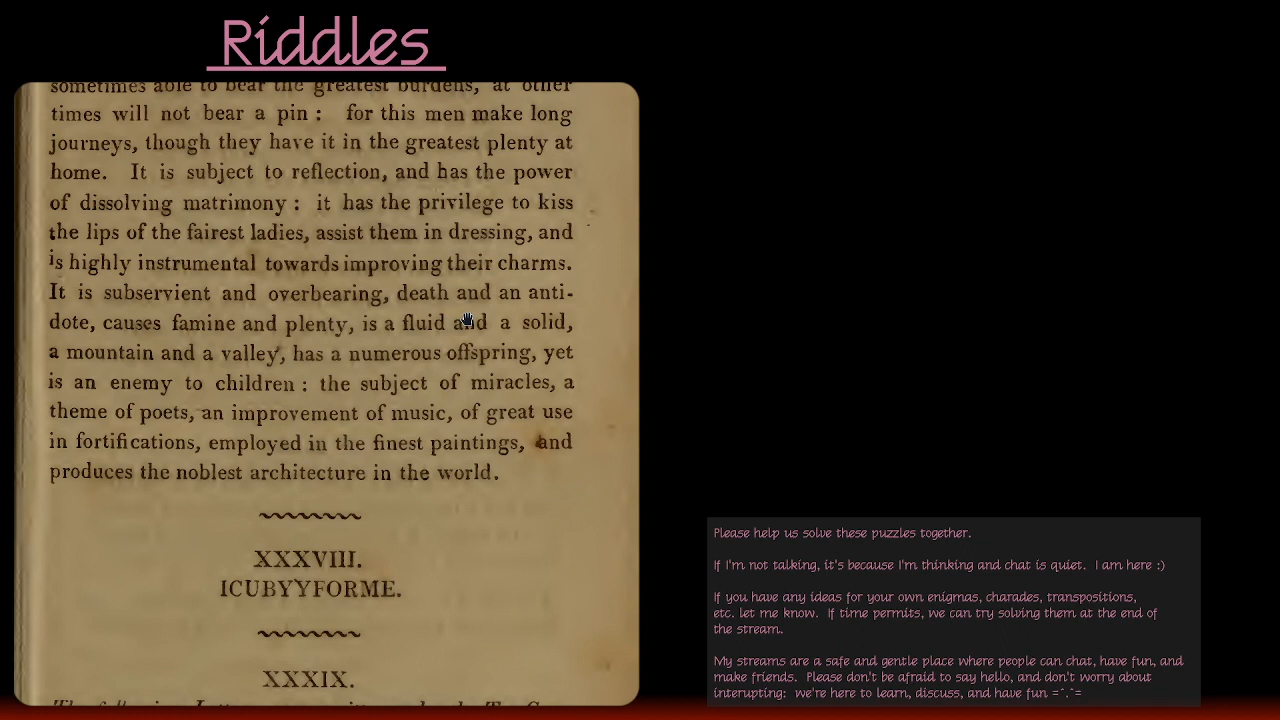 Riddles
sometimes able to bear the greatest burdens, at other
times will not bear a pin : for this men make long
journeys, though they have it in the greatest plenty at
home. It is subject to reflection, and has the power
of dissolving matrimony : it has the privilege to kiss
the lips of the fairest ladies, assist them in dressing, and
is highly instrumental towards improving their charms.
It is subservient and overbearing, death and an anti-
dote, causes famine and plenty, is a fluid and a solid,
a mountain and a valley, has a numerous offspring, yet
is an enemy to children : the subject of miracles, a
theme of poets, an improvement of music, of great use
in fortifications, employed in the finest paintings, and
produces the noblest architecture in the world.
XXXVIII.
ICUBYYFORME.
XXXIX.
Please help us solve these puzzles together.
If I'm not talking, it's because I'm thinking and chat is quiet. I am here :)
If you have any ideas for your own enigmas, charades, transpositions,
etc. let me know. If time permits, we can try solving them at the end of
the stream.
My streams are a safe and gentle place where people can chat, have fun, and
make friends. Please don't be afraid to say hello, and don't worry about
interupting: we're here to learn, discuss, and have fun =^.^=